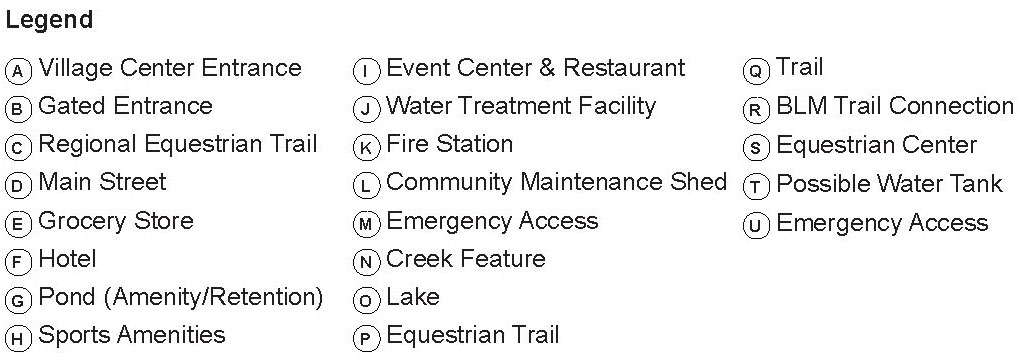 Legend
A Village Center Entrance
B Gated Entrance
C Regional Equestrian Trail
D Main Street
E Grocery Store
F Hotel
G Pond (Amenity/Retention)
H Sports Amenities
I Event Center & Restaurant
J Water Treatment Facility
K Fire Station
L Community Maintenance Shed
M Emergency Access
N Creek Feature
O Lake
P Equestrian Trail
Q Trail
R BLM Trail Connection
S Equestrian Center
T Possible Water Tank
U Emergency Access